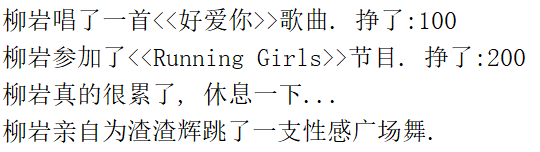 柳岩唱了一首<<好爱你>>歌曲. 挣了:100
柳岩参加了<<Running Girls>>节目. 挣了:200
柳岩真的很累了, 休息一下...
柳岩亲自为渣渣辉跳了一支性感广场舞.